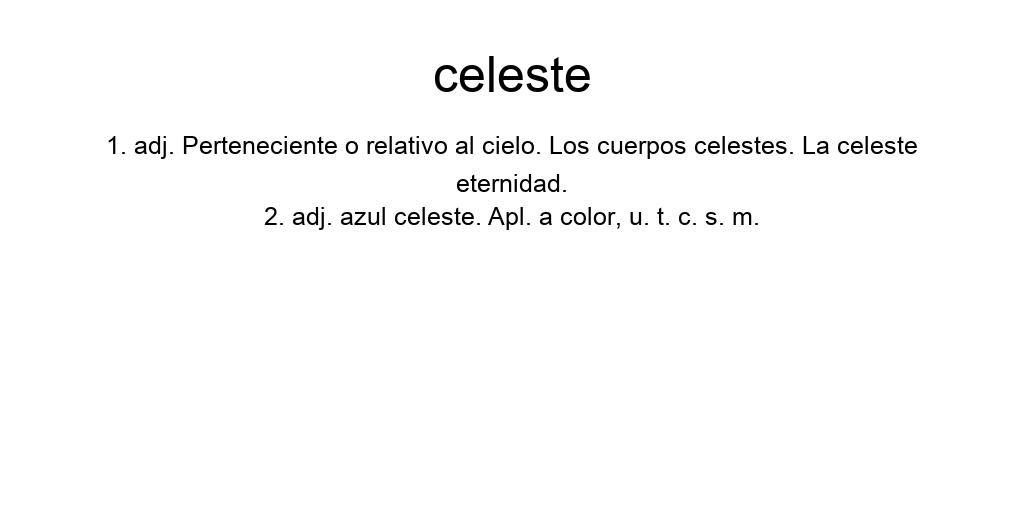 celeste
1. adj. Perteneciente o relativo al cielo. Los cuerpos celestes. La celeste
eternidad.
2. adj. azul celeste. Apl. a color, u. t. c. s. m.